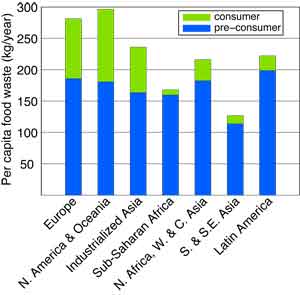 Per capita food waste (kg/year)
300
250
200
150
100
50
consumer
pre-consumer
Europe
N. America & Oceania
Industrialized Asia
Sub-Saharan Africa
N. Africa, W. & C. Asia
S. & S.E. Asia
Latin America